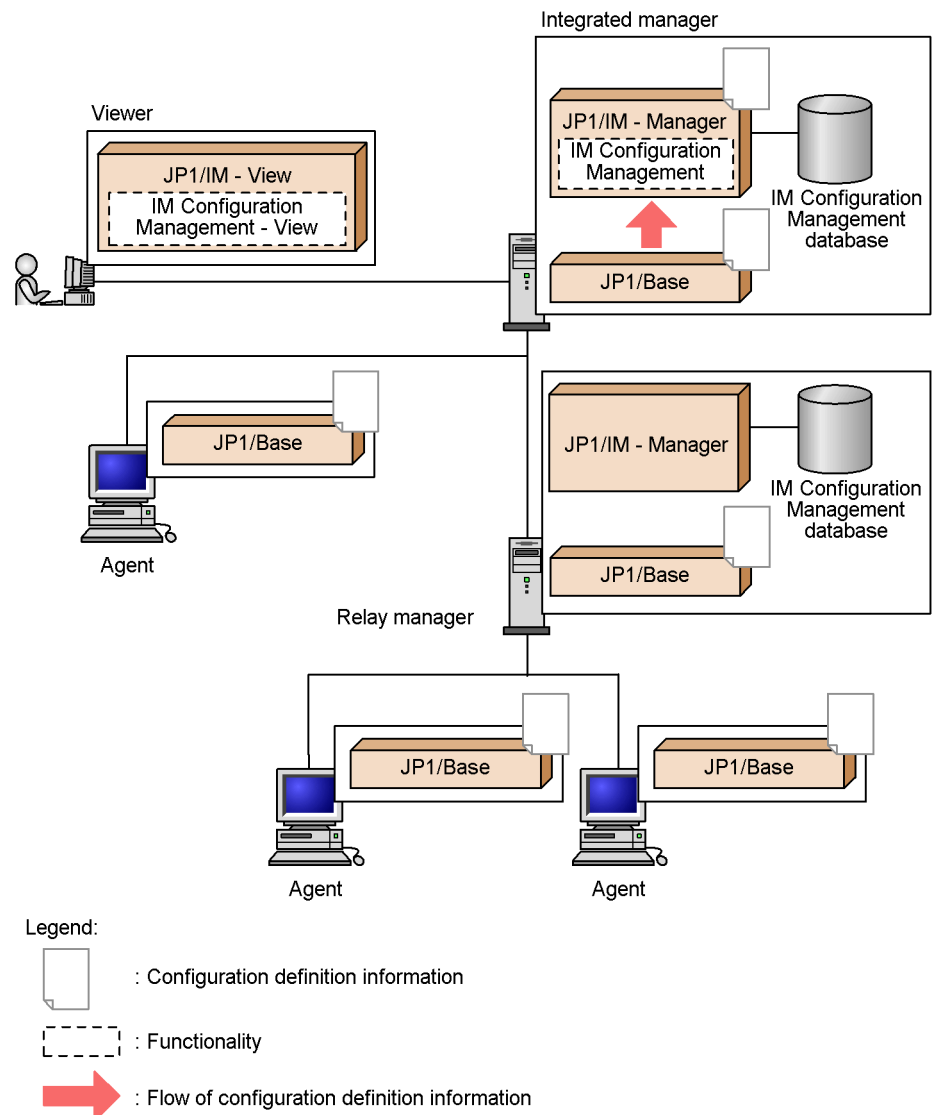 Integrated manager
Viewer
JP1/IM - View
IM Configuration
Management - View
JP1/IM - Manager
IM Configuration
Management
IM Configuration
Management
database
JP1/Base
JP1/Base
Agent
JP1/IM - Manager
IM Configuration
Management
database
JP1/Base
Relay manager
JP1/Base
JP1/Base
Agent
Agent
Legend:
: Configuration definition information
: Functionality
: Flow of configuration definition information